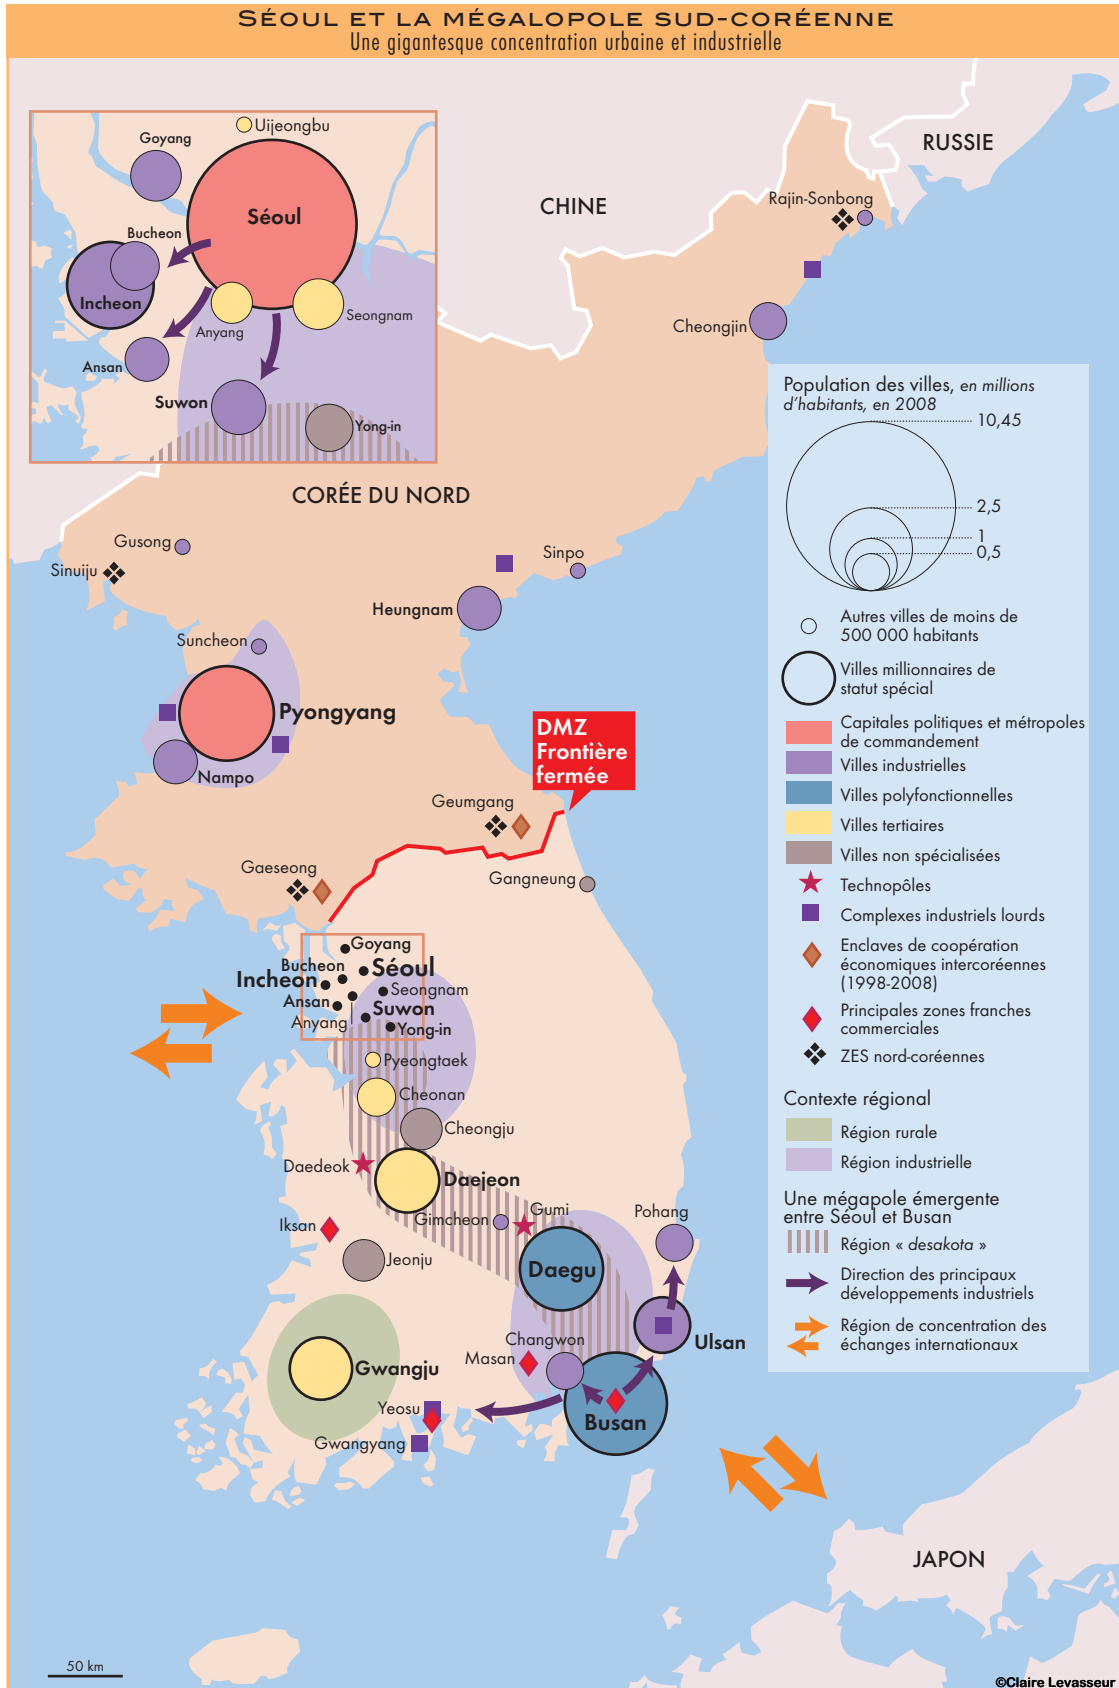 SÉOUL ET LA MÉGALOPOLE SUD-CORÉENNE
Une gigantesque concentration urbaine et industrielle
Uijeongbu
Goyang
Séoul
Bucheon
Incheon
Anyang
Seongnam
Ansan
Suwon
Yong-in
RUSSIE
CHINE
Rajin-Sonbong
Cheongjin
CORÉE DU NORD
Gusong
Sinuiju
Sinpo
Heungnam
Suncheon
Pyongyang
Nampo
DMZ
Frontière
fermée
Geumgang
Gaeseong
Gangneung
Goyang
Bucheon
Séoul
Incheon
Seongnam
Ansan
Suwon
Anyang
Yong-in
Pyeongtaek
Cheonan
Cheongju
Daedeok
Daejeon
Iksan
Gimcheon
Gumi
Pohang
Jeonju
Daegu
Changwon
Masan
Ulsan
Gwangju
Yeosu
Busan
Gwangyang
JAPON
50 km
Population des villes, en millions
d'habitants, en 2008
10,45
2,5
1
0,5
Autres villes de moins de
500 000 habitants
Villes millionnaires de
statut spécial
Capitales politiques et métropoles
de commandement
Villes industrielles
Villes polyfonctionnelles
Villes tertiaires
Villes non spécialisées
Technopôles
Complexes industriels lourds
Enclaves de coopération
économiques intercoréennes
(1998-2008)
Principales zones franches
commerciales
ZES nord-coréennes
Contexte régional
Région rurale
Région industrielle
Une mégapole émergente
entre Séoul et Busan
Région « desakota »
Direction des principaux
développements industriels
Région de concentration des
échanges internationaux
©Claire Levasseur